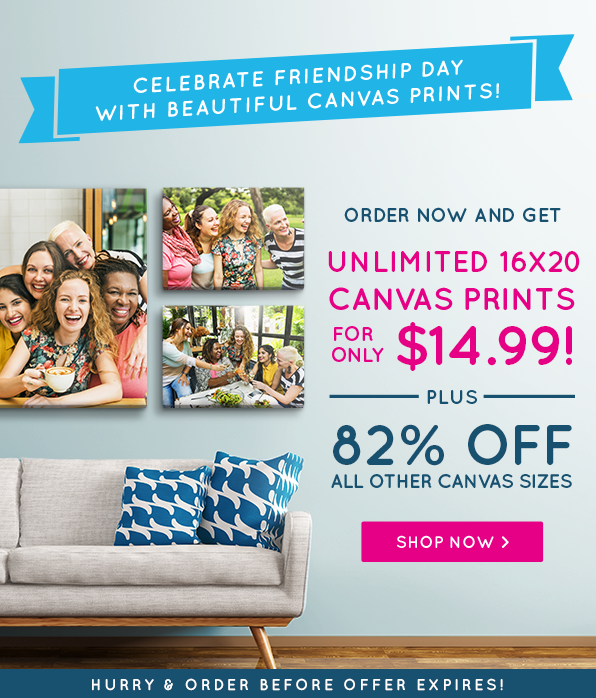 CELEBRATE FRIENDSHIP DAY
WITH BEAUTIFUL CANVAS PRINTS!
ORDER NOW AND GET
UNLIMITED 16X20
CANVAS PRINTS
FOR ONLY $14.99!
PLUS
82% OFF
ALL OTHER CANVAS SIZES
SHOP NOW >
HURRY & ORDER BEFORE OFFER EXPIRES!